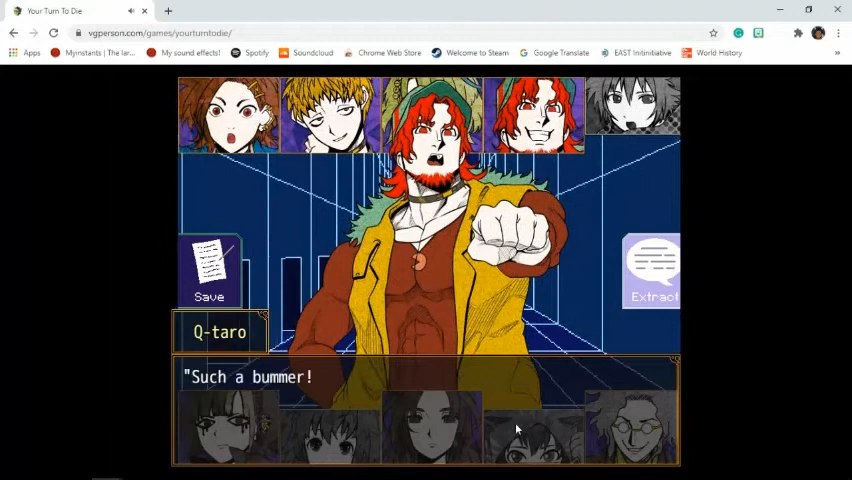 Your Turn To Die
vgperson.com/games/yourturntodie/
Apps
Myinstants | The lar...
My sound effects!
Spotify
Soundcloud
Chrome Web Store
Welcome to Steam
Google Translate
EAST Initinitiative
World History
Save
Extract
Q-taro
"Such a bummer!